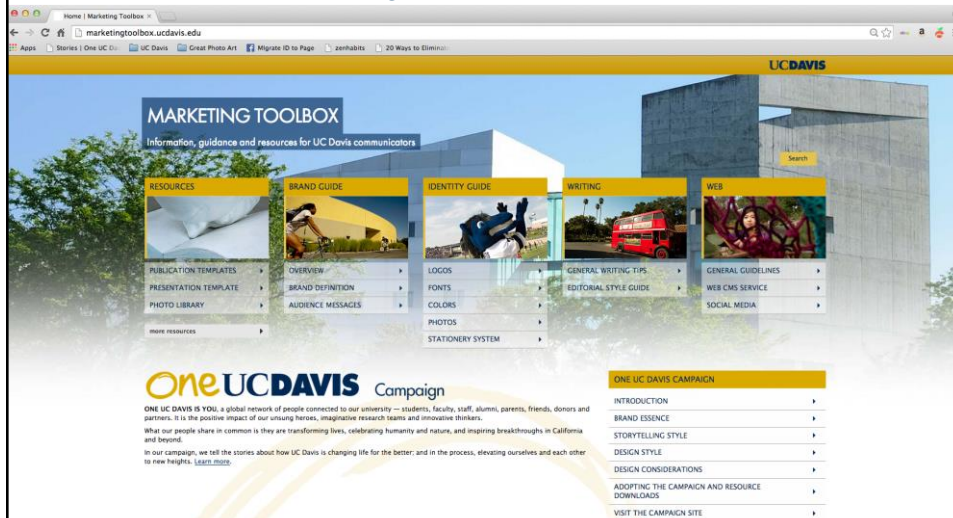 Home | Marketing Toolbox
marketingtoolbox.ucdavis.edu
Apps Stories | One UC Da UC Davis Great Photo Art Migrate ID to Page zenhabits 20 Ways to Elimina
UCDAVIS
MARKETING TOOLBOX
Information, guidance and resources for UC Davis communicators
Search
RESOURCES
PUBLICATION TEMPLATES
PRESENTATION TEMPLATE
PHOTO LIBRARY
more resources
BRAND GUIDE
OVERVIEW
BRAND DEFINITION
AUDIENCE MESSAGES
IDENTITY GUIDE
LOGOS
FONTS
COLORS
PHOTOS
STATIONERY SYSTEM
WRITING
GENERAL WRITING TIPS
EDITORIAL STYLE GUIDE
WEB
GENERAL GUIDELINES
WEB CMS SERVICE
SOCIAL MEDIA
One UCDAVIS Campaign
ONE UC DAVIS IS YOU, a global network of people connected to our university — students, faculty, staff, alumni, parents, friends, donors and
partners. It is the positive impact of our unsung heroes, imaginative research teams and innovative thinkers.
What our people share in common is they are transforming lives, celebrating humanity and nature, and inspiring breakthroughs in California
and beyond.
In our campaign, we tell the stories about how UC Davis is changing life for the better: and in the process, elevating ourselves and each other
to new heights. Learn more.
ONE UC DAVIS CAMPAIGN
INTRODUCTION
BRAND ESSENCE
STORYTELLING STYLE
DESIGN STYLE
DESIGN CONSIDERATIONS
ADOPTING THE CAMPAIGN AND RESOURCE
DOWNLOADS
VISIT THE CAMPAIGN SITE